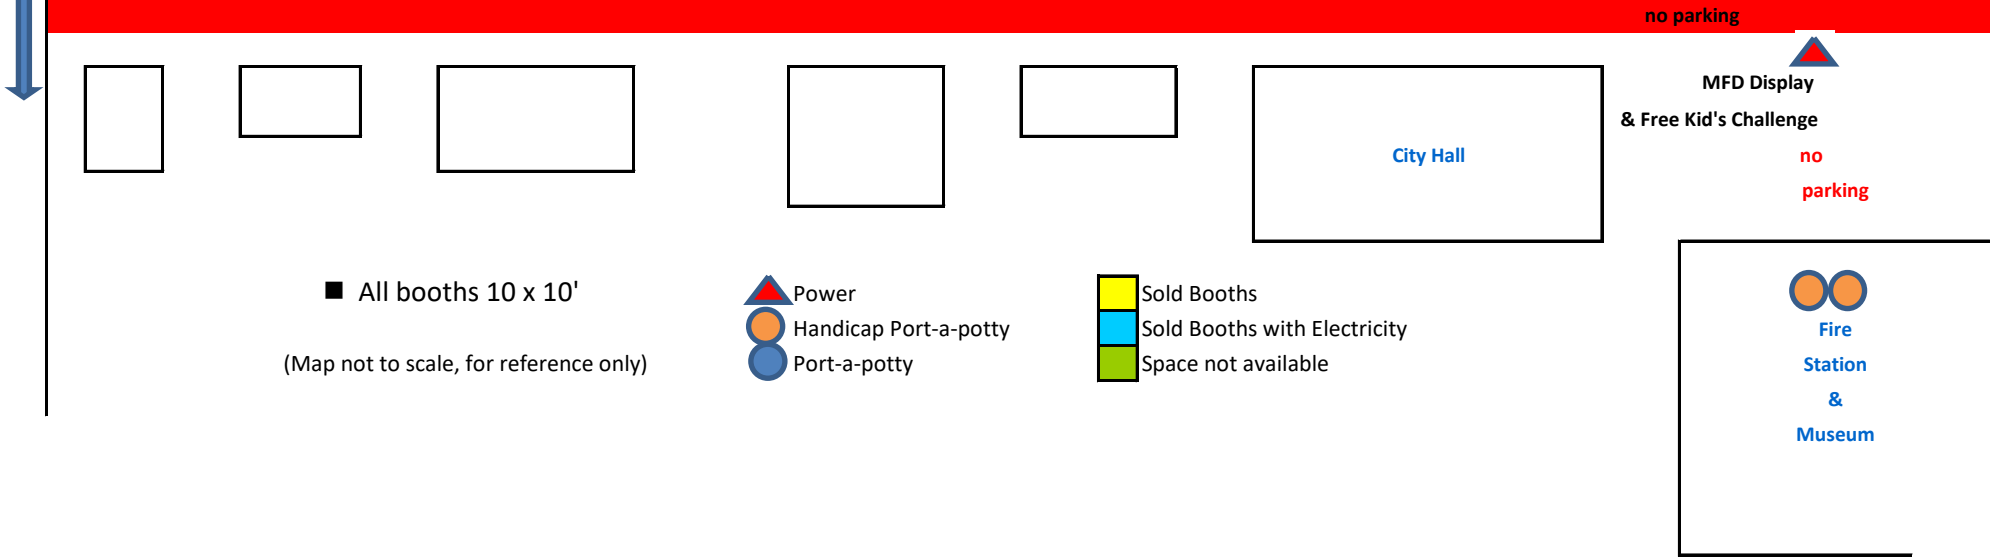 no parking
MFD Display
& Free Kid's Challenge
City Hall
no
parking
■ All booths 10 x 10'
(Map not to scale, for reference only)
Power
Handicap Port-a-potty
Port-a-potty
Sold Booths
Sold Booths with Electricity
Space not available
Fire
Station
&
Museum